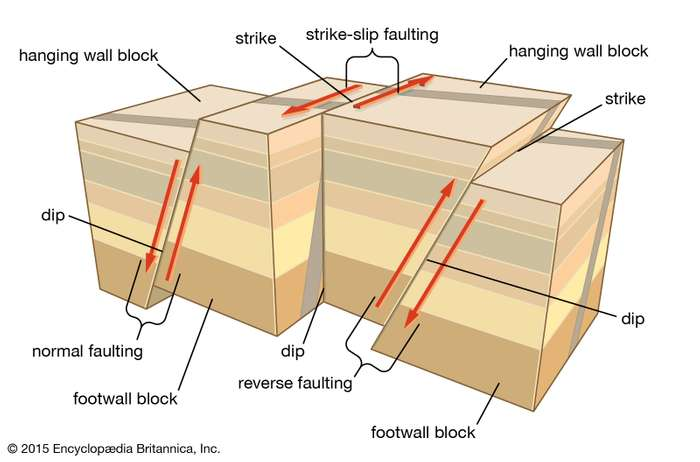 strike-slip faulting
strike
hanging wall block
hanging wall block
strike
dip
dip
normal faulting
dip
reverse faulting
footwall block
footwall block
© 2015 Encyclopædia Britannica, Inc.